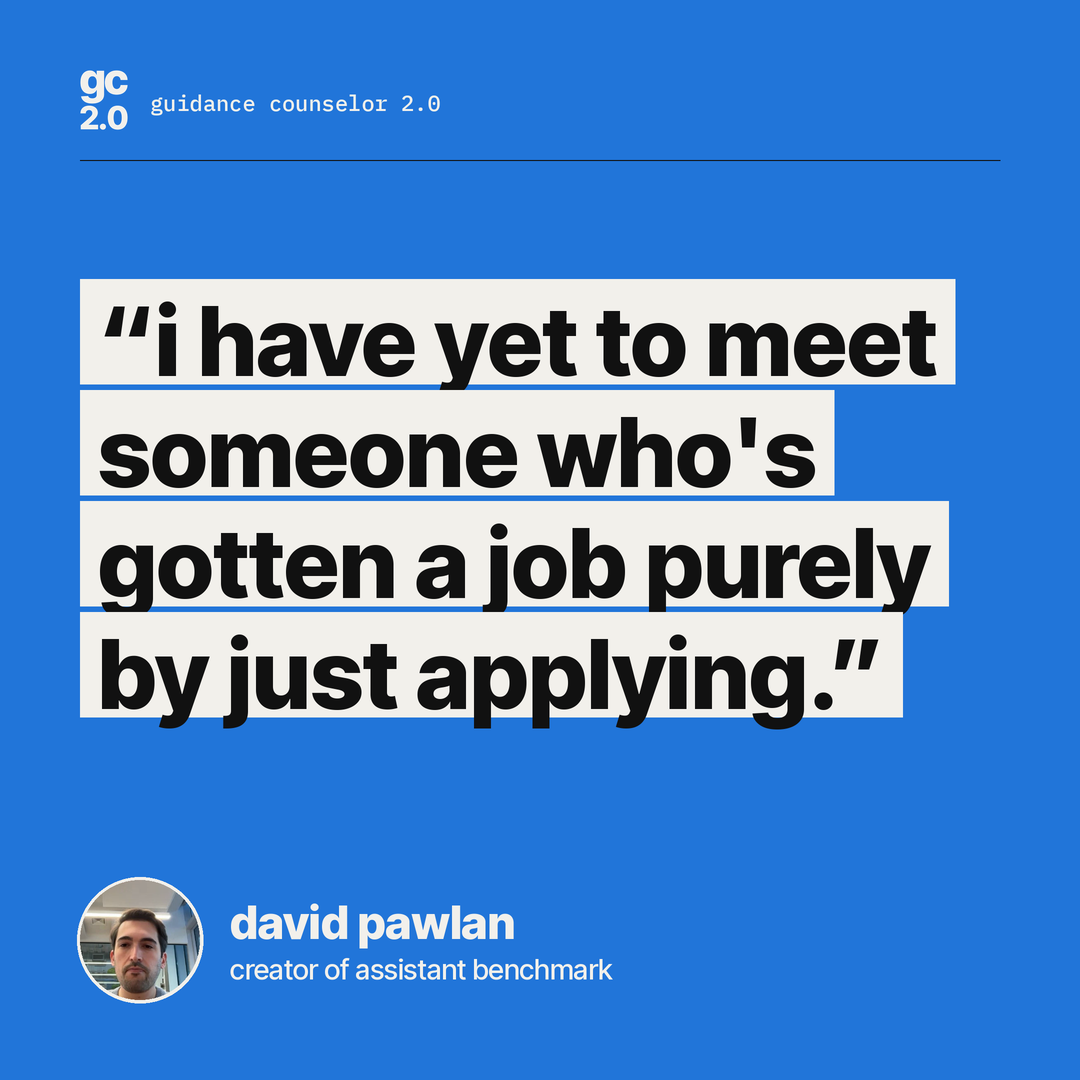 gc
2.0
guidance counselor 2.0
“i have yet to meet
someone who's
gotten a job purely
by just applying.”
david pawlan
creator of assistant benchmark